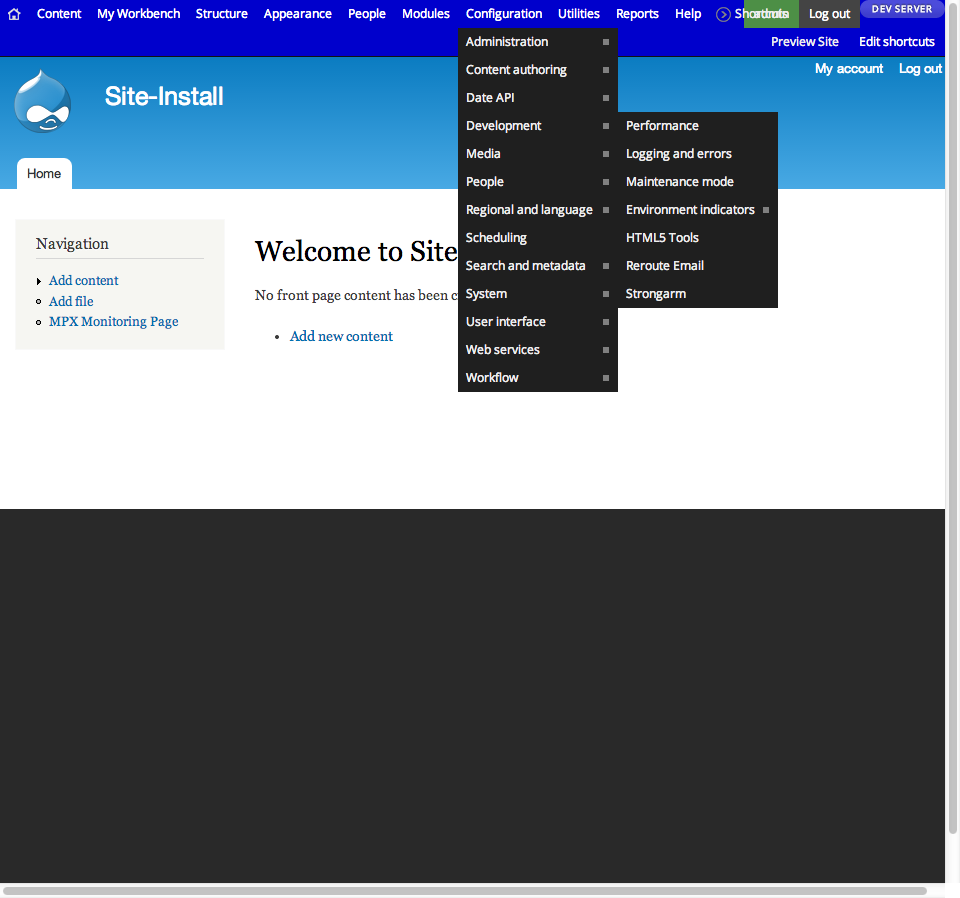 Content My Workbench Structure Appearance People Modules Configuration Utilities Reports Help Shortcuts Log out DEV SERVER
Preview Site Edit shortcuts
My account Log out
Site-Install
Home
Administration
Content authoring
Date API
Development
Media
People
Regional and language
Scheduling
Search and metadata
System
User interface
Web services
Workflow
Performance
Logging and errors
Maintenance mode
Environment indicators
HTML5 Tools
Reroute Email
Strongarm
Navigation
Add content
Add file
MPX Monitoring Page
Welcome to Site
No front page content has been
Add new content